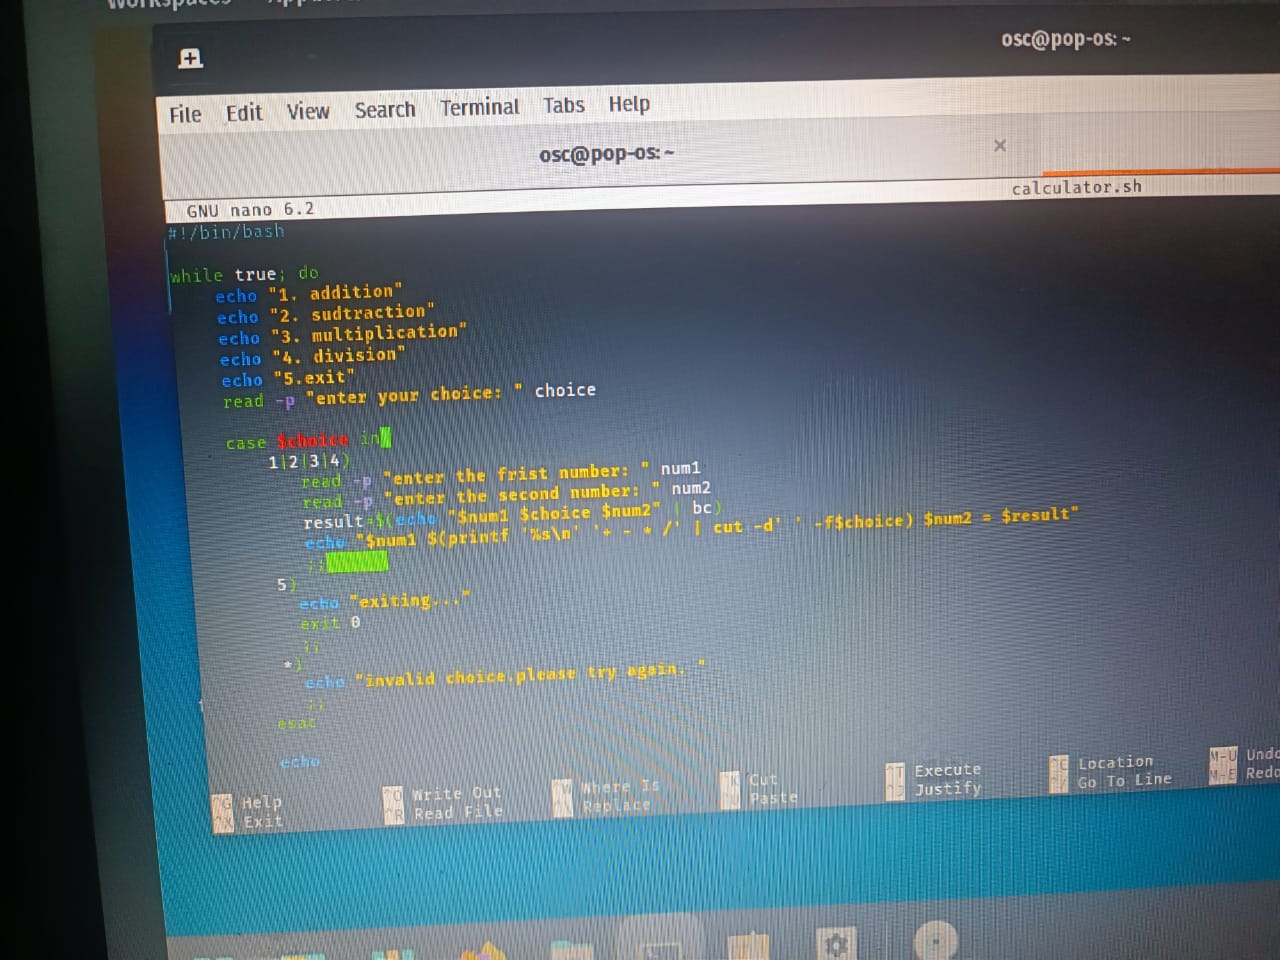 osc@pop-os: ~
File Edit View Search Terminal Tabs Help
osc@pop-os: ~ ×
GNU nano 6.2 calculator.sh
#!/bin/bash
while true; do
echo "1. addition"
echo "2. sudtraction"
echo "3. multiplication"
echo "4. division"
echo "5.exit"
read -p "enter your choice: " choice
case $choice in
1|2|3|4)
read -p "enter the frist number: " num1
read -p "enter the second number: " num2
result=$(echo "$num1 $choice $num2" | bc)
echo "$num1 $(printf '%s\n' '+ - * /' | cut -d' ' -f$choice) $num2 = $result"
;;
5)
echo "exiting..."
exit 0
;;
*)
echo "invalid choice.please try again. "
;;
esac
echo
^G Help ^O Write Out ^W Where Is ^K Cut ^T Execute ^C Location M-U Undo
^X Exit ^R Read File ^\ Replace ^U Paste ^J Justify ^/ Go To Line M-E Redo